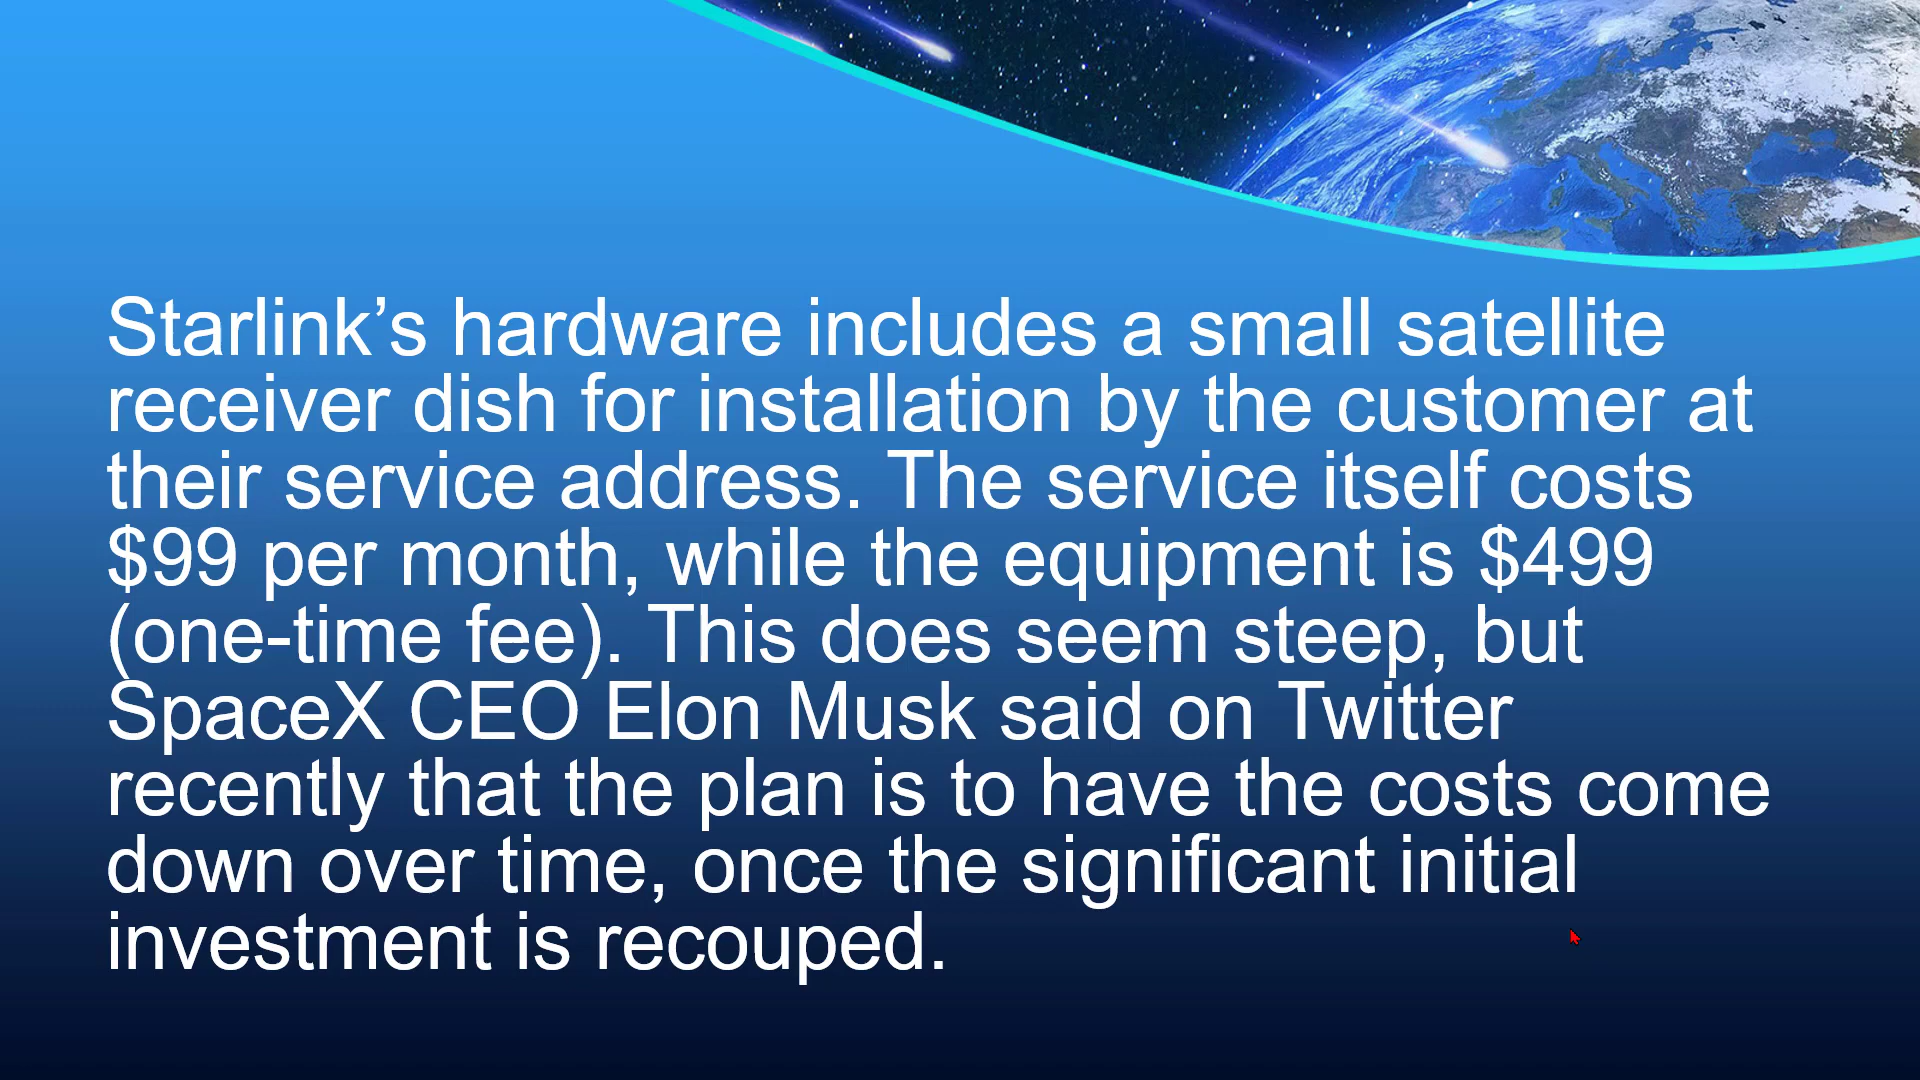 Starlink’s hardware includes a small satellite
receiver dish for installation by the customer at
their service address. The service itself costs
$99 per month, while the equipment is $499
(one-time fee). This does seem steep, but
SpaceX CEO Elon Musk said on Twitter
recently that the plan is to have the costs come
down over time, once the significant initial
investment is recouped.